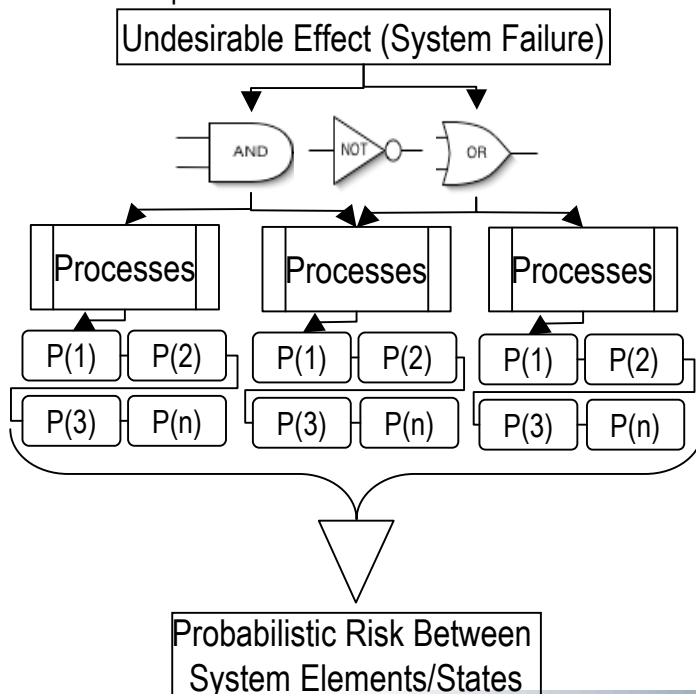 Undesirable Effect (System Failure)
AND NOT OR
Processes Processes Processes
P(1) P(2) P(1) P(2) P(1) P(2)
P(3) P(n) P(3) P(n) P(3) P(n)
Probabilistic Risk Between
System Elements/States